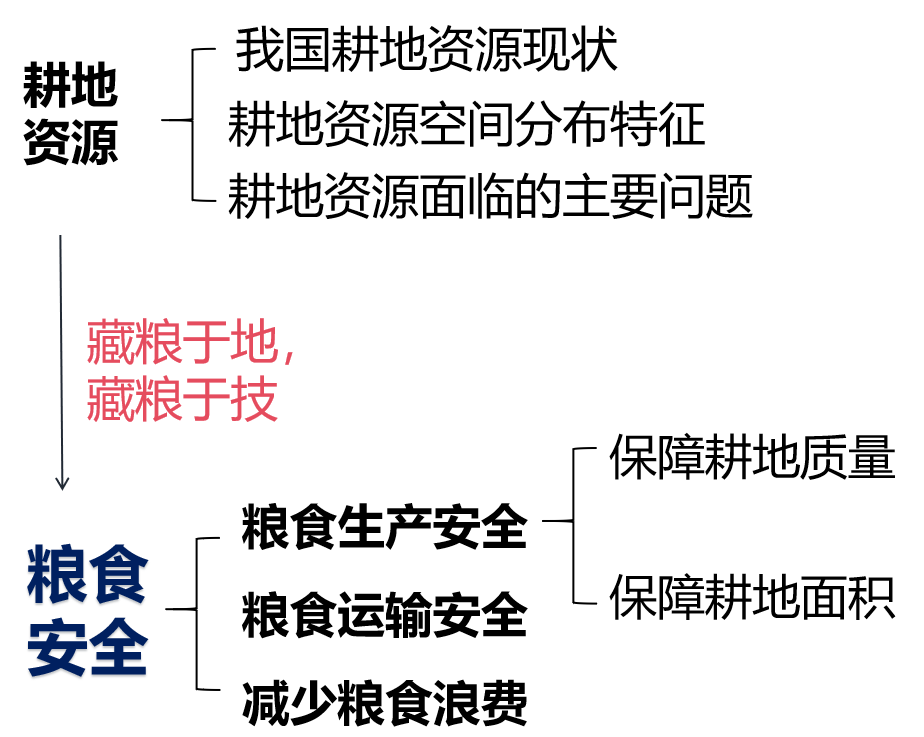 耕地
资源
我国耕地资源现状
耕地资源空间分布特征
耕地资源面临的主要问题
藏粮于地，
藏粮于技
粮食
安全
粮食生产安全
粮食运输安全
减少粮食浪费
保障耕地质量
保障耕地面积